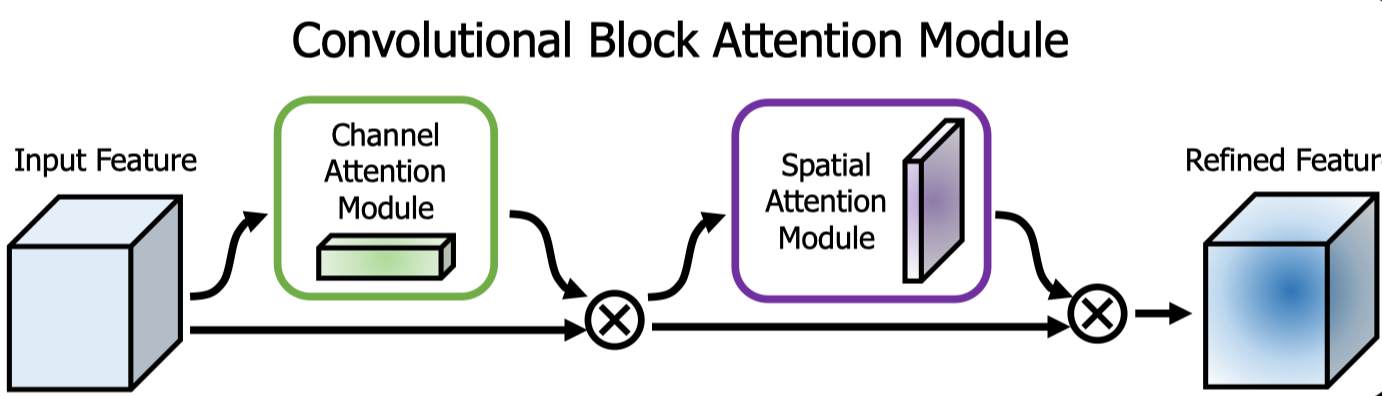 Convolutional Block Attention Module
Input Feature
Channel
Attention
Module
Spatial
Attention
Module
Refined Featur